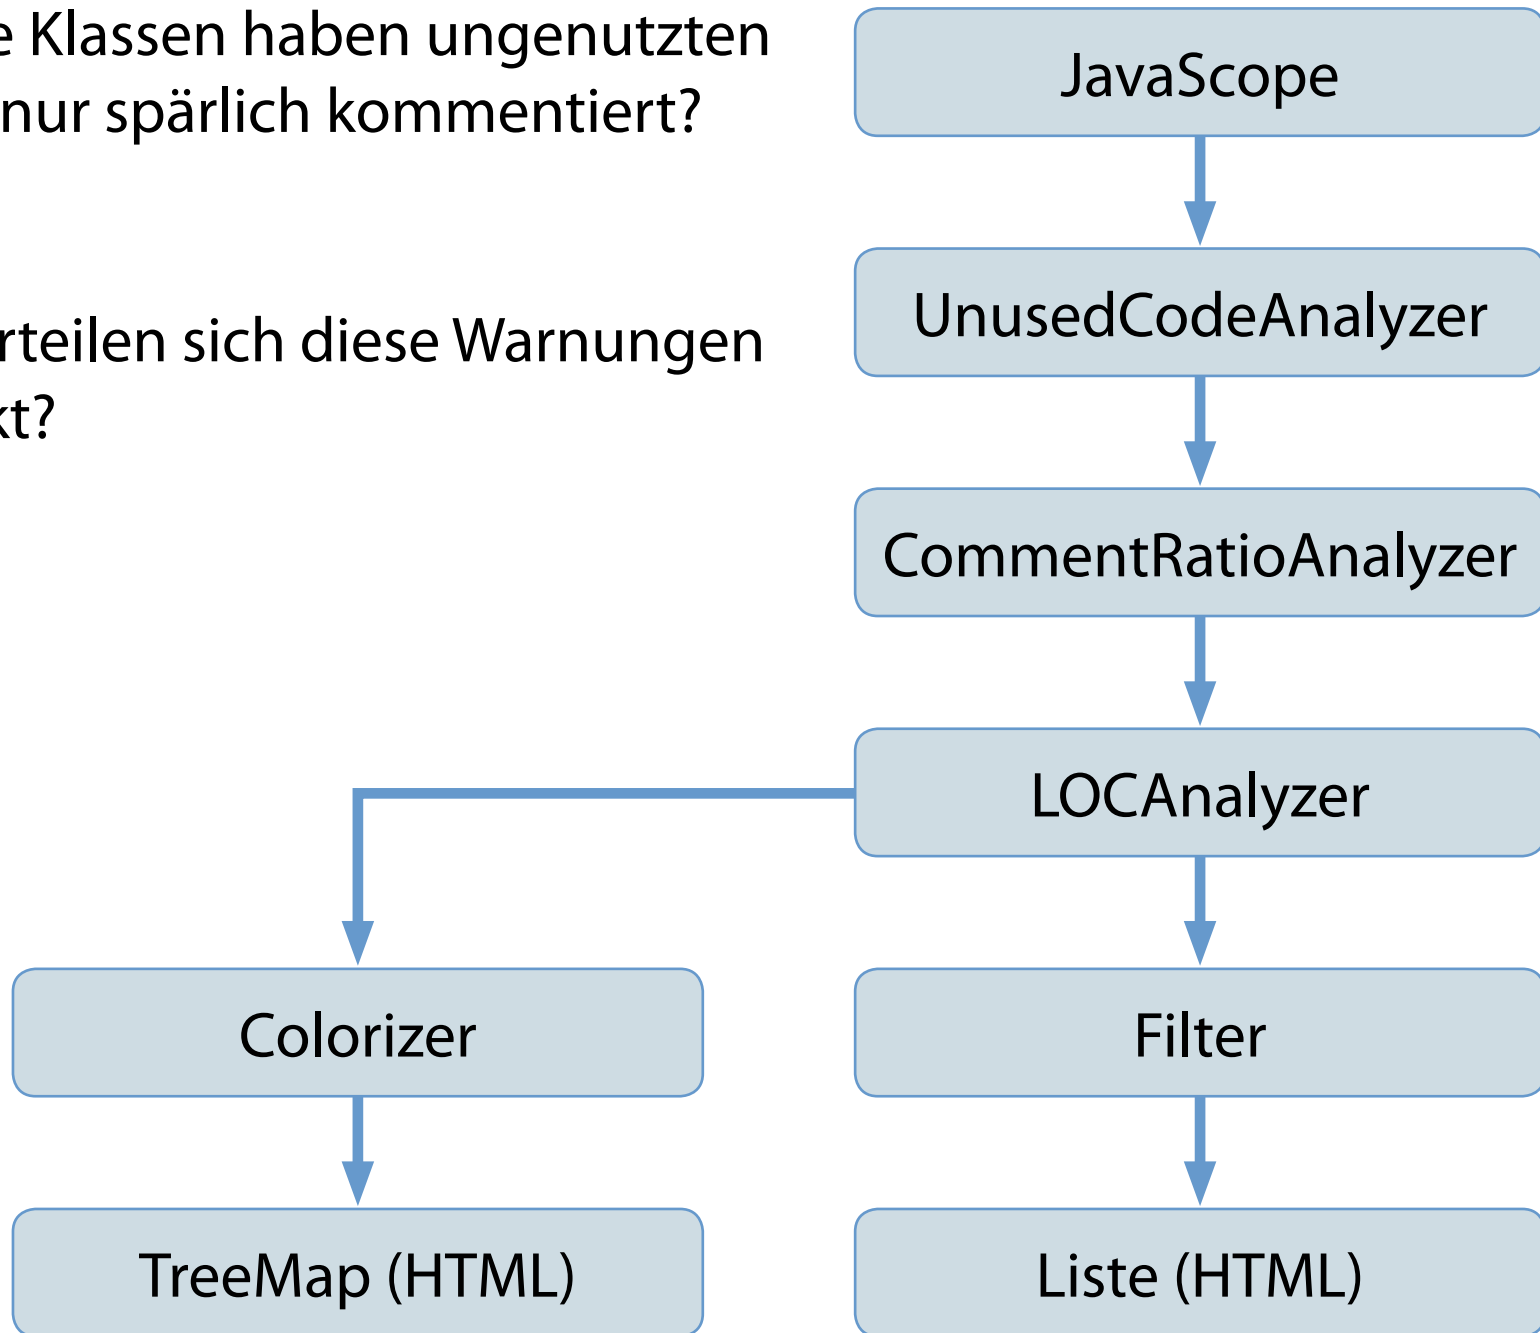 e Klassen haben ungenutzten
nur spärlich kommentiert?
rteilen sich diese Warnungen
kt?
JavaScope
UnusedCodeAnalyzer
CommentRatioAnalyzer
LOCAnalyzer
Colorizer
Filter
TreeMap (HTML)
Liste (HTML)